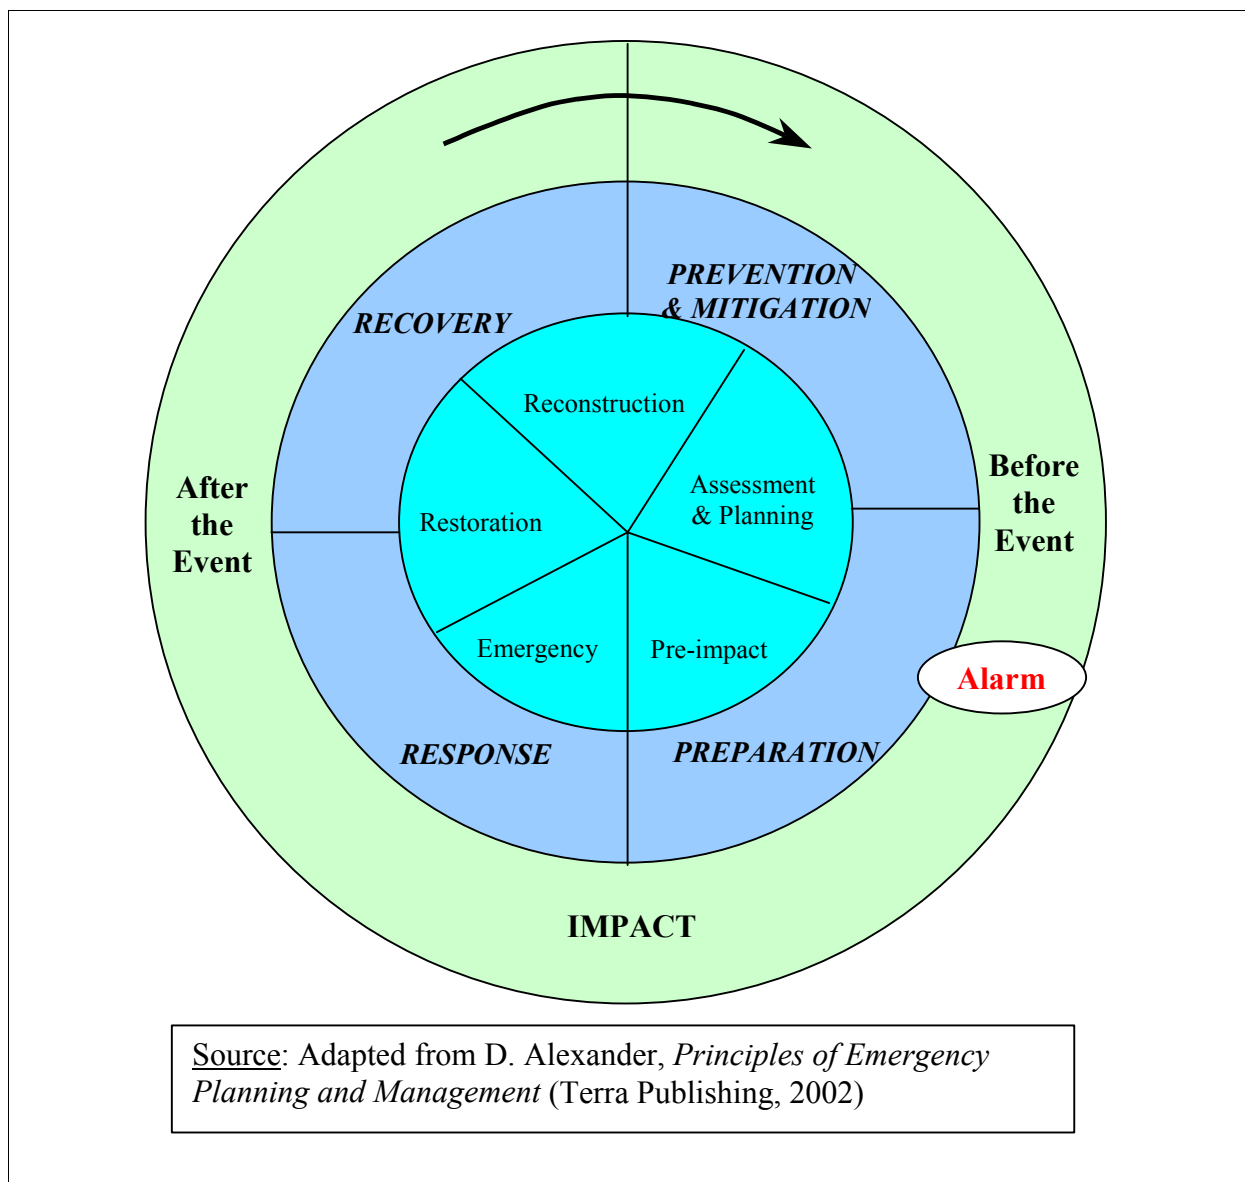 PREVENTION
& MITIGATION
RECOVERY
Reconstruction
After
the
Event
Before
the
Event
Assessment
& Planning
Restoration
Emergency
Pre-impact
Alarm
RESPONSE
PREPARATION
IMPACT
Source: Adapted from D. Alexander, Principles of Emergency
Planning and Management (Terra Publishing, 2002)